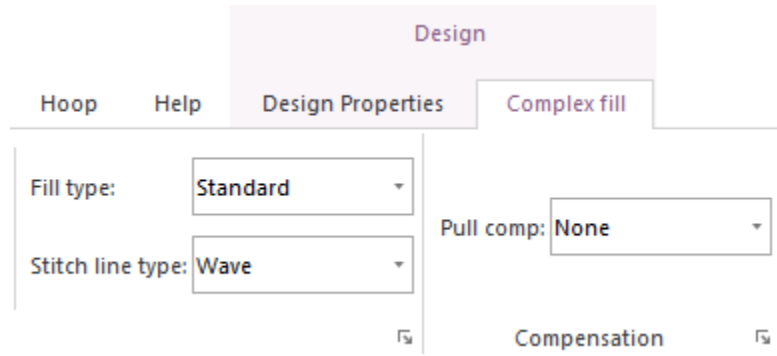 Design
Hoop Help Design Properties Complex fill
Fill type: Standard
Pull comp: None
Stitch line type: Wave
Compensation